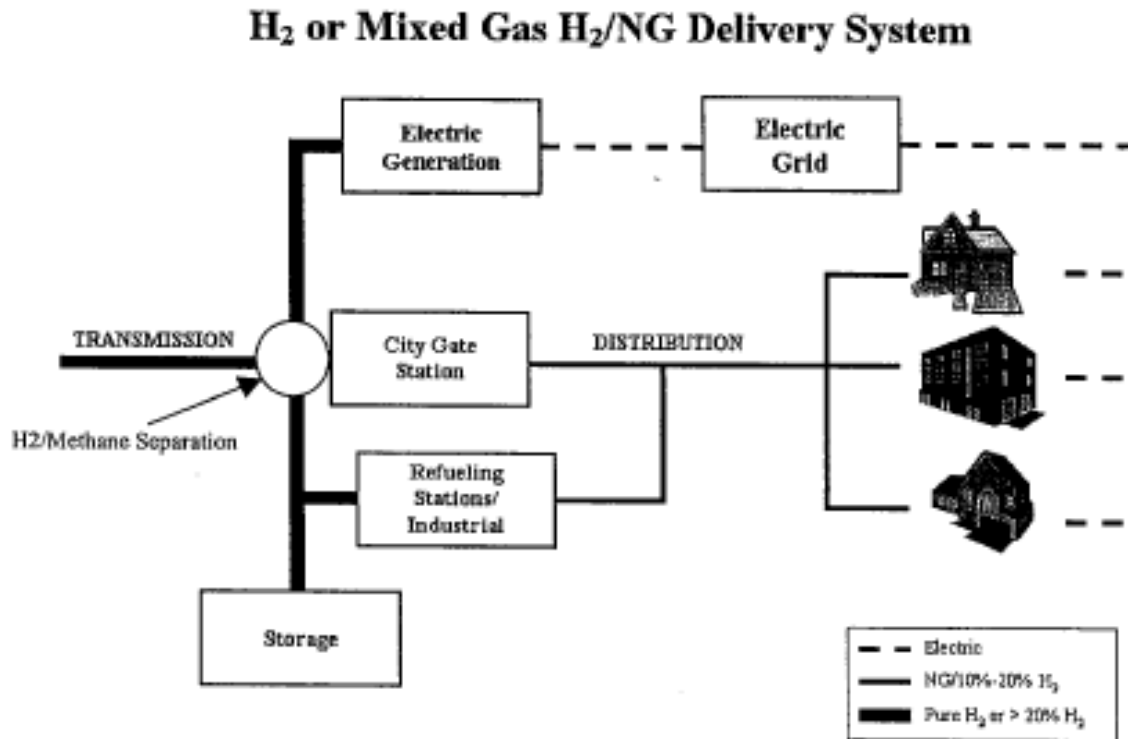 H₂ or Mixed Gas H₂/NG Delivery System
Electric
Generation
Electric
Grid
TRANSMISSION
City Gate
Station
DISTRIBUTION
H2/Methane Separation
Refueling
Stations/
Industrial
Storage
Electric
NG/10%-20% H₂
Pure H₂ or > 20% H₂